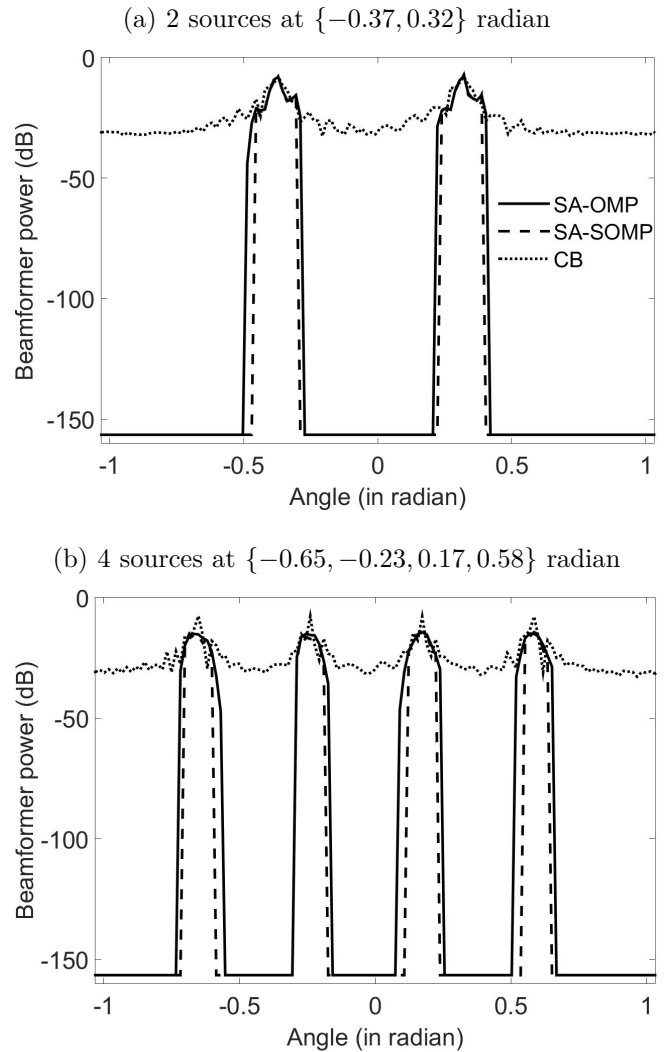 (a) 2 sources at {−0.37, 0.32} radian
0
-50
-100
-150
Beamformer power (dB)
SA-OMP
SA-SOMP
CB
-1
-0.5
0
0.5
1
Angle (in radian)
(b) 4 sources at {−0.65, −0.23, 0.17, 0.58} radian
0
-50
-100
-150
Beamformer power (dB)
-1
-0.5
0
0.5
1
Angle (in radian)